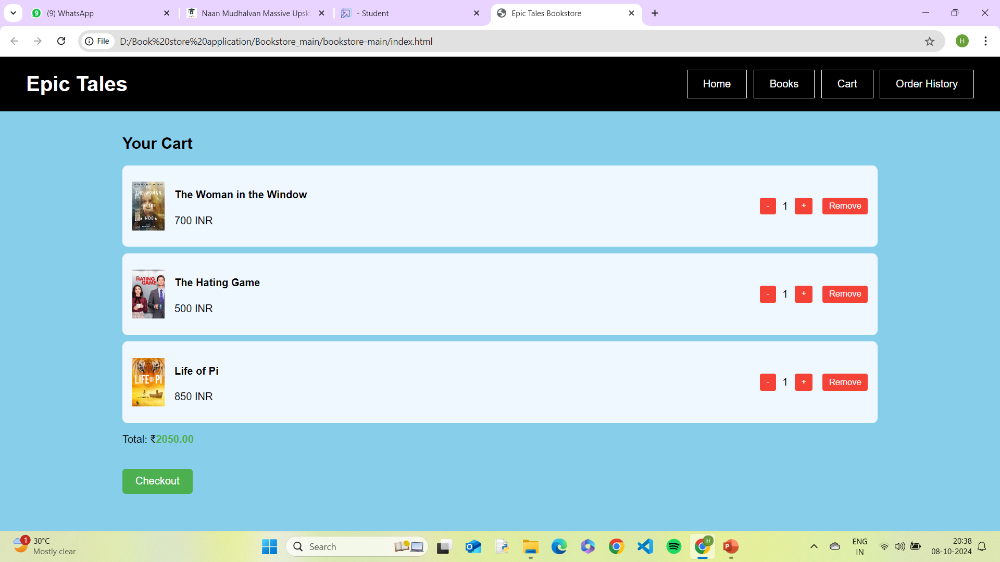 (9) WhatsApp
Naan Mudhalvan Massive Upski
- Student
Epic Tales Bookstore
File
D:/Book%20store%20application/Bookstore_main/bookstore-main/index.html
H
Epic Tales
Home
Books
Cart
Order History
Your Cart
THE WOMAN
IN THE
WINDOW
The Woman in the Window
700 INR
- 1 + Remove
HATING
GAME
The Hating Game
500 INR
- 1 + Remove
LIFE OF PI
Life of Pi
850 INR
- 1 + Remove
Total: ₹2050.00
Checkout
1
30°C
Mostly clear
Search
H
ENG
IN
20:38
08-10-2024